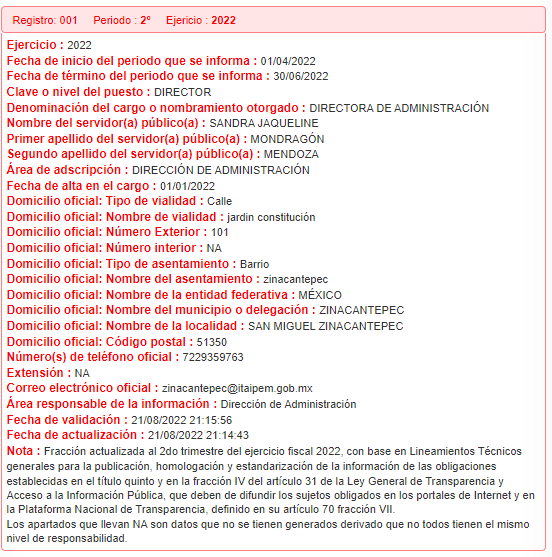 Registro: 001 Periodo : 2° Ejericio : 2022
Ejercicio : 2022
Fecha de inicio del periodo que se informa : 01/04/2022
Fecha de término del periodo que se informa : 30/06/2022
Clave o nivel del puesto : DIRECTOR
Denominación del cargo o nombramiento otorgado : DIRECTORA DE ADMINISTRACIÓN
Nombre del servidor(a) público(a) : SANDRA JAQUELINE
Primer apellido del servidor(a) público(a) : MONDRAGÓN
Segundo apellido del servidor(a) público(a) : MENDOZA
Área de adscripción : DIRECCIÓN DE ADMINISTRACIÓN
Fecha de alta en el cargo : 01/01/2022
Domicilio oficial: Tipo de vialidad : Calle
Domicilio oficial: Nombre de vialidad : jardin constitución
Domicilio oficial: Número Exterior : 101
Domicilio oficial: Número interior : NA
Domicilio oficial: Tipo de asentamiento : Barrio
Domicilio oficial: Nombre del asentamiento : zinacantepec
Domicilio oficial: Nombre de la entidad federativa : MÉXICO
Domicilio oficial: Nombre del municipio o delegación : ZINACANTEPEC
Domicilio oficial: Nombre de la localidad : SAN MIGUEL ZINACANTEPEC
Domicilio oficial: Código postal : 51350
Número(s) de teléfono oficial : 7229359763
Extensión : NA
Correo electrónico oficial : zinacantepec@itaipem.gob.mx
Área responsable de la información : Dirección de Administración
Fecha de validación : 21/08/2022 21:15:56
Fecha de actualización : 21/08/2022 21:14:43
Nota : Fracción actualizada al 2do trimestre del ejercicio fiscal 2022, con base en Lineamientos Técnicos
generales para la publicación, homologación y estandarización de la información de las obligaciones
establecidas en el título quinto y en la fracción IV del artículo 31 de la Ley General de Transparencia y
Acceso a la Información Pública, que deben de difundir los sujetos obligados en los portales de Internet y en
la Plataforma Nacional de Transparencia, definido en su artículo 70 fracción VII.
Los apartados que llevan NA son datos que no se tienen generados derivado que no todos tienen el mismo
nivel de responsabilidad.